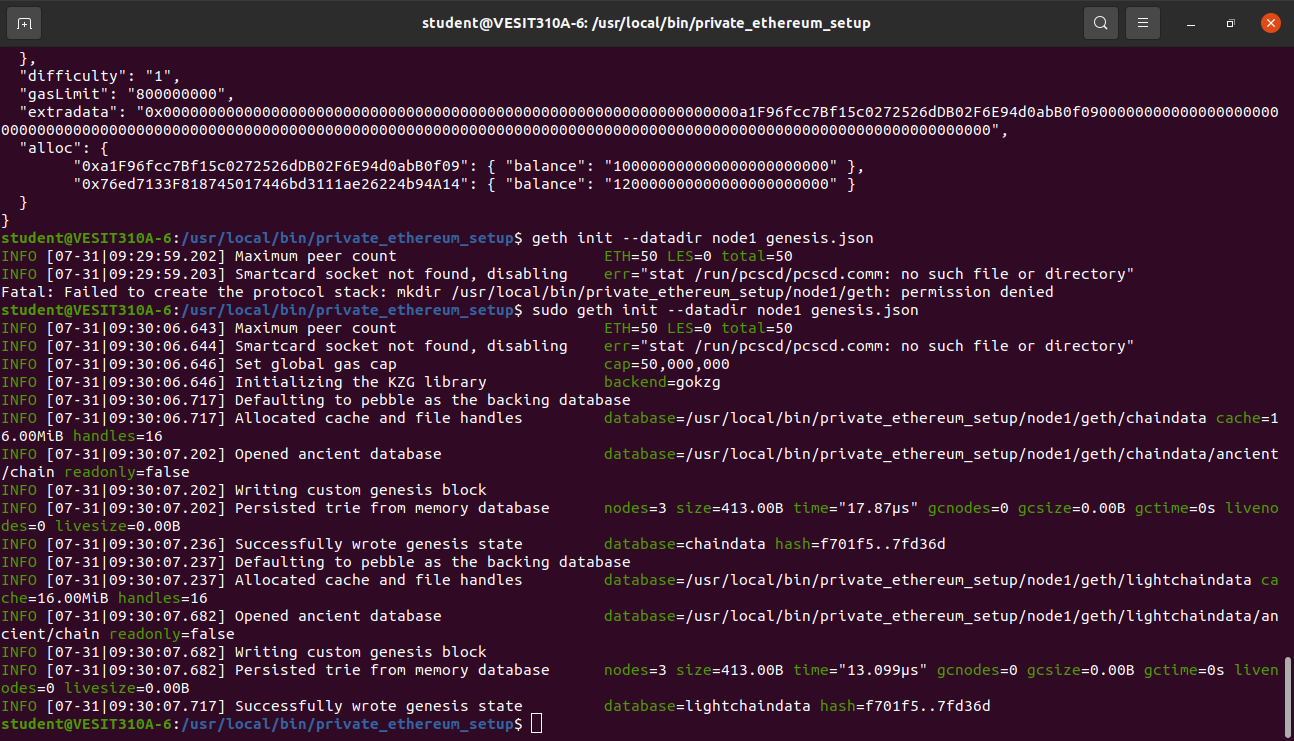 student@VESIT310A-6: /usr/local/bin/private_ethereum_setup
  },
  "difficulty": "1",
  "gasLimit": "800000000",
  "extradata": "0x0000000000000000000000000000000000000000000000000000000000000000a1F96fcc7Bf15c0272526dDB02F6E94d0abB0f090000000000000000000000
00000000000000000000000000000000000000000000000000000000000000000000000000000000000000000000000000000000000000",
  "alloc": {
        "0xa1F96fcc7Bf15c0272526dDB02F6E94d0abB0f09": { "balance": "100000000000000000000000" },
        "0x76ed7133F818745017446bd3111ae26224b94A14": { "balance": "120000000000000000000000" }
  }
}
student@VESIT310A-6:/usr/local/bin/private_ethereum_setup$ geth init --datadir node1 genesis.json
INFO [07-31|09:29:59.202] Maximum peer count                       ETH=50 LES=0 total=50
INFO [07-31|09:29:59.203] Smartcard socket not found, disabling    err="stat /run/pcscd/pcscd.comm: no such file or directory"
Fatal: Failed to create the protocol stack: mkdir /usr/local/bin/private_ethereum_setup/node1/geth: permission denied
student@VESIT310A-6:/usr/local/bin/private_ethereum_setup$ sudo geth init --datadir node1 genesis.json
INFO [07-31|09:30:06.643] Maximum peer count                       ETH=50 LES=0 total=50
INFO [07-31|09:30:06.644] Smartcard socket not found, disabling    err="stat /run/pcscd/pcscd.comm: no such file or directory"
INFO [07-31|09:30:06.646] Set global gas cap                       cap=50,000,000
INFO [07-31|09:30:06.646] Initializing the KZG library             backend=gokzg
INFO [07-31|09:30:06.717] Defaulting to pebble as the backing database
INFO [07-31|09:30:06.717] Allocated cache and file handles         database=/usr/local/bin/private_ethereum_setup/node1/geth/chaindata cache=1
6.00MiB handles=16
INFO [07-31|09:30:07.202] Opened ancient database                  database=/usr/local/bin/private_ethereum_setup/node1/geth/chaindata/ancient
/chain readonly=false
INFO [07-31|09:30:07.202] Writing custom genesis block
INFO [07-31|09:30:07.202] Persisted trie from memory database      nodes=3 size=413.00B time="17.87µs" gcnodes=0 gcsize=0.00B gctime=0s liveno
des=0 livesize=0.00B
INFO [07-31|09:30:07.236] Successfully wrote genesis state         database=chaindata hash=f701f5..7fd36d
INFO [07-31|09:30:07.237] Defaulting to pebble as the backing database
INFO [07-31|09:30:07.237] Allocated cache and file handles         database=/usr/local/bin/private_ethereum_setup/node1/geth/lightchaindata ca
che=16.00MiB handles=16
INFO [07-31|09:30:07.682] Opened ancient database                  database=/usr/local/bin/private_ethereum_setup/node1/geth/lightchaindata/an
cient/chain readonly=false
INFO [07-31|09:30:07.682] Writing custom genesis block
INFO [07-31|09:30:07.682] Persisted trie from memory database      nodes=3 size=413.00B time="13.099µs" gcnodes=0 gcsize=0.00B gctime=0s liven
odes=0 livesize=0.00B
INFO [07-31|09:30:07.717] Successfully wrote genesis state         database=lightchaindata hash=f701f5..7fd36d
student@VESIT310A-6:/usr/local/bin/private_ethereum_setup$